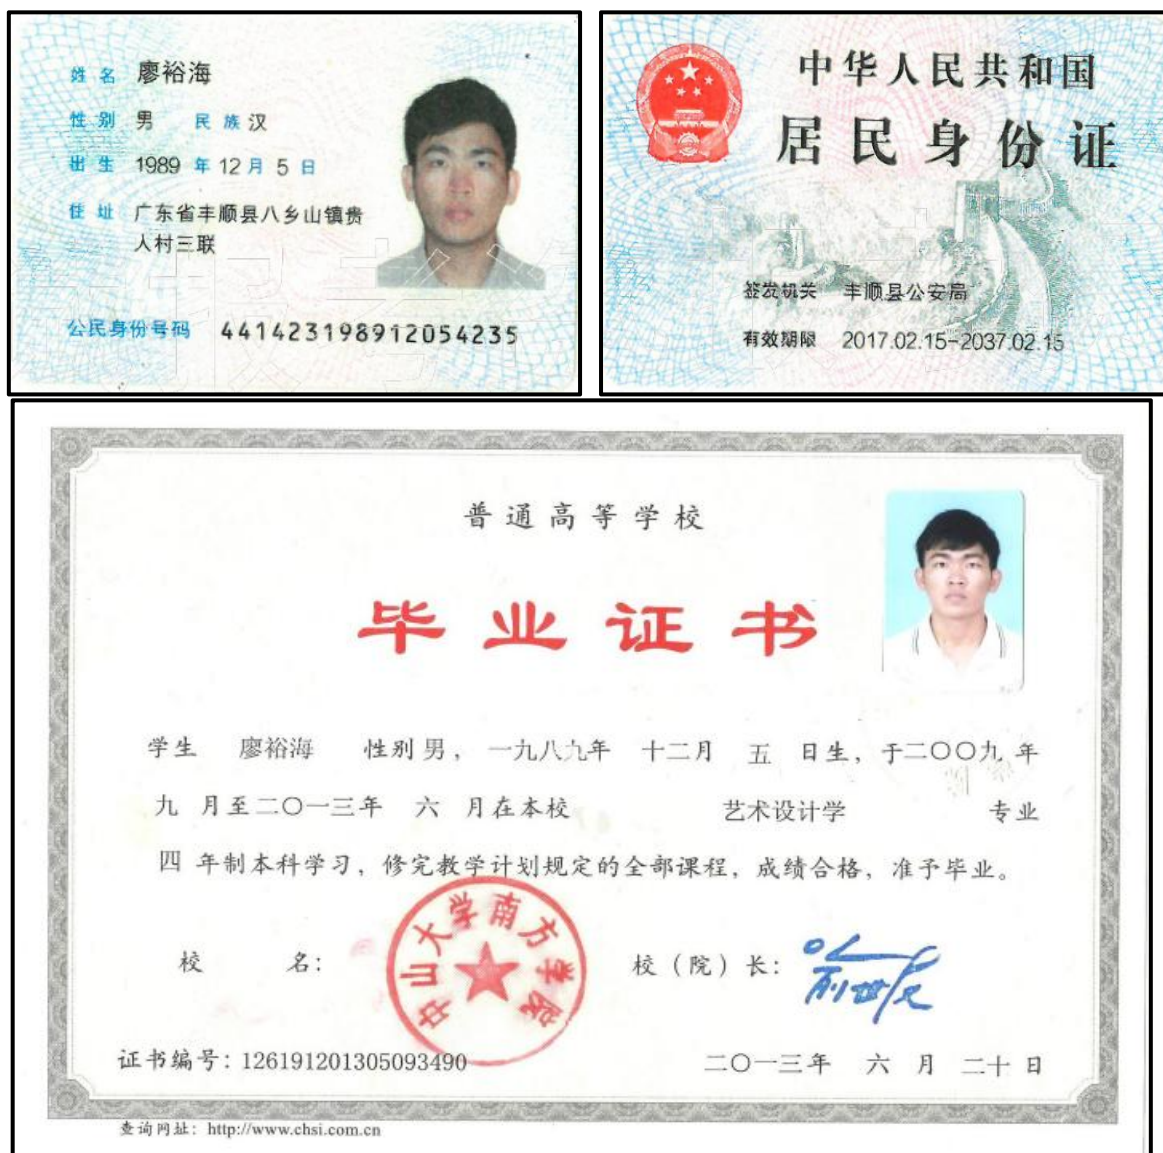 姓名 廖裕海
性别 男 民族 汉
出生 1989 年 12 月 5 日
住址 广东省丰顺县八乡山镇贵
人村三联
公民身份号码 441423198912054235
中华人民共和国
居民身份证
签发机关 丰顺县公安局
有效期限 2017.02.15-2037.02.15
普通高等学校
毕业证书
学生 廖裕海 性别 男，一九八九年 十二月 五 日生，于二〇〇九 年
九 月至二〇一三年 六 月在本校 艺术设计学 专业
四 年制本科学习，修完教学计划规定的全部课程，成绩合格，准予毕业。
校 名：
中山大学南方学院
校（院）长：
证书编号：126191201305093490
二〇一三年 六 月 二十 日
查询网址：http://www.chsi.com.cn